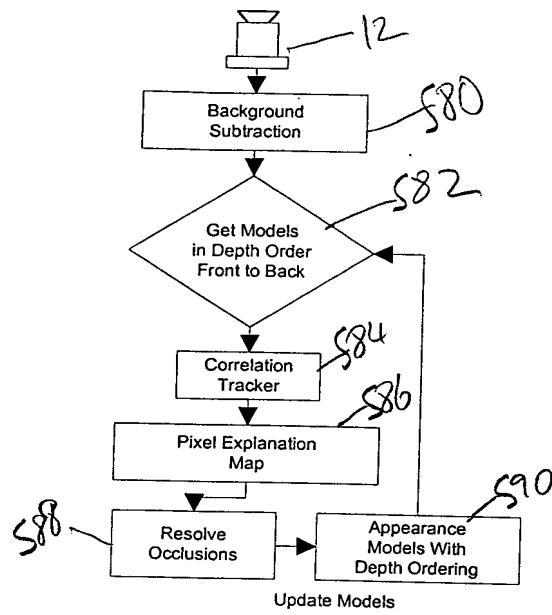 12
Background
Subtraction
580
582
Get Models
in Depth Order
Front to Back
584
Correlation
Tracker
586
Pixel Explanation
Map
588
Resolve
Occlusions
590
Appearance
Models With
Depth Ordering
Update Models